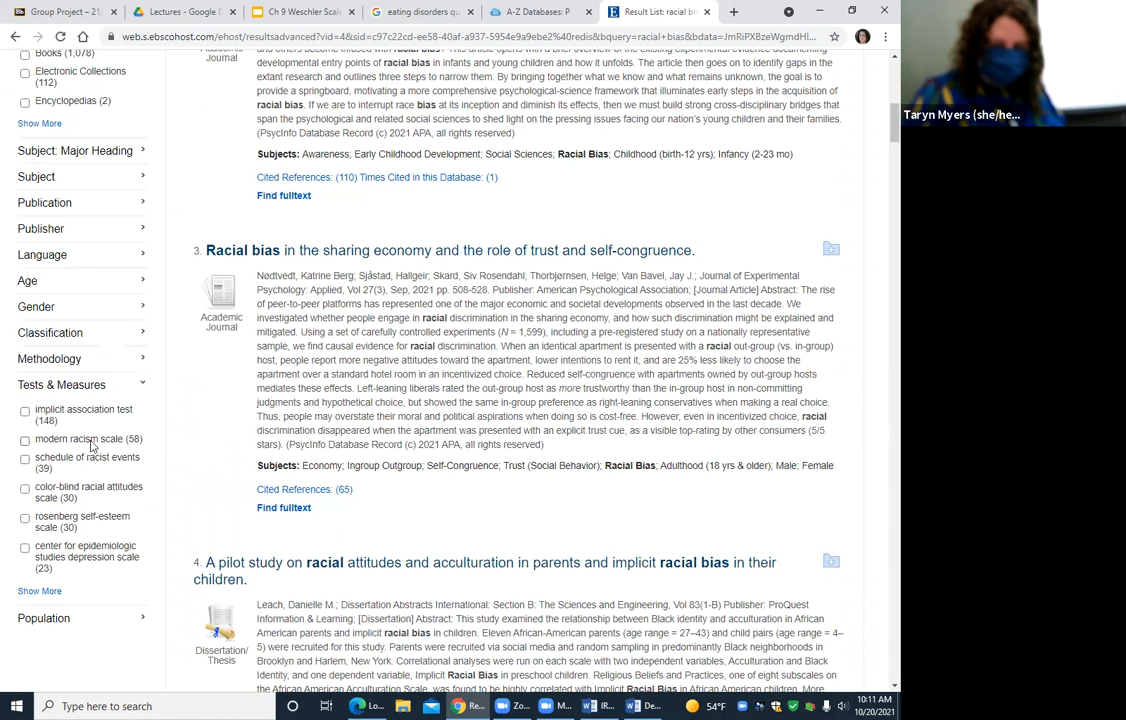 Group Project – 21/
Lectures - Google D
Ch 9 Weschler Scale
eating disorders qu
A-Z Databases: P
Result List: racial bi
web.s.ebscohost.com/ehost/resultsadvanced?vid=4&sid=c97c22cd-ee58-40af-a937-5954e9a9ebe2%40redis&bquery=racial+bias&bdata=JmRiPXBzeWgmdHl...
Books (1,078)
Electronic Collections
(112)
Encyclopedias (2)
Show More
Subject: Major Heading
Subject
Publication
Publisher
Language
Age
Gender
Classification
Methodology
Tests & Measures
implicit association test
(148)
modern racism scale (58)
schedule of racist events
(39)
color-blind racial attitudes
scale (30)
rosenberg self-esteem
scale (30)
center for epidemiologic
studies depression scale
(23)
Show More
Population
Academic
Journal
developmental entry points of racial bias in infants and young children and how it unfolds. The article then goes on to identify gaps in the
extant research and outlines three steps to narrow them. By bringing together what we know and what remains unknown, the goal is to
provide a springboard, motivating a more comprehensive psychological-science framework that illuminates early steps in the acquisition of
racial bias. If we are to interrupt race bias at its inception and diminish its effects, then we must build strong cross-disciplinary bridges that
span the psychological and related social sciences to shed light on the pressing issues facing our nation's young children and their families.
(PsycInfo Database Record (c) 2021 APA, all rights reserved)
Subjects: Awareness; Early Childhood Development; Social Sciences; Racial Bias; Childhood (birth-12 yrs); Infancy (2-23 mo)
Cited References: (110) Times Cited in this Database: (1)
Find fulltext
3. Racial bias in the sharing economy and the role of trust and self-congruence.
Academic
Journal
Nødtvedt, Katrine Berg; Sjåstad, Hallgeir; Skard, Siv Rosendahl; Thorbjørnsen, Helge; Van Bavel, Jay J.; Journal of Experimental
Psychology: Applied, Vol 27(3), Sep, 2021 pp. 508-528. Publisher: American Psychological Association; [Journal Article] Abstract: The rise
of peer-to-peer platforms has represented one of the major economic and societal developments observed in the last decade. We
investigated whether people engage in racial discrimination in the sharing economy, and how such discrimination might be explained and
mitigated. Using a set of carefully controlled experiments (N = 1,599), including a pre-registered study on a nationally representative
sample, we find causal evidence for racial discrimination. When an identical apartment is presented with a racial out-group (vs. in-group)
host, people report more negative attitudes toward the apartment, lower intentions to rent it, and are 25% less likely to choose the
apartment over a standard hotel room in an incentivized choice. Reduced self-congruence with apartments owned by out-group hosts
mediates these effects. Left-leaning liberals rated the out-group host as more trustworthy than the in-group host in non-committing
judgments and hypothetical choice, but showed the same in-group preference as right-leaning conservatives when making a real choice.
Thus, people may overstate their moral and political aspirations when doing so is cost-free. However, even in incentivized choice, racial
discrimination disappeared when the apartment was presented with an explicit trust cue, as a visible top-rating by other consumers (5/5
stars). (PsycInfo Database Record (c) 2021 APA, all rights reserved)
Subjects: Economy; Ingroup Outgroup; Self-Congruence; Trust (Social Behavior); Racial Bias; Adulthood (18 yrs & older); Male; Female
Cited References: (65)
Find fulltext
4. A pilot study on racial attitudes and acculturation in parents and implicit racial bias in their
children.
Dissertation/
Thesis
Leach, Danielle M.; Dissertation Abstracts International: Section B: The Sciences and Engineering, Vol 83(1-B) Publisher: ProQuest
Information & Learning; [Dissertation] Abstract: This study examined the relationship between Black identity and acculturation in African
American parents and implicit racial bias in children. Eleven African-American parents (age range = 27–43) and child pairs (age range = 4–
5) were recruited for this study. Parents were recruited via social media and random sampling in predominantly Black neighborhoods in
Brooklyn and Harlem, New York. Correlational analyses were run on each scale with two independent variables, Acculturation and Black
Identity, and one dependent variable, Implicit Racial Bias in preschool children. Religious Beliefs and Practices, one of eight subscales on
the African American Acculturation Scale, was found to be highly correlated with Implicit Racial Bias in African American children. More
Taryn Myers (she/he...
Type here to search
Lo...
Re...
Zo...
M...
IR...
De...
54°F
10:11 AM
10/20/2021